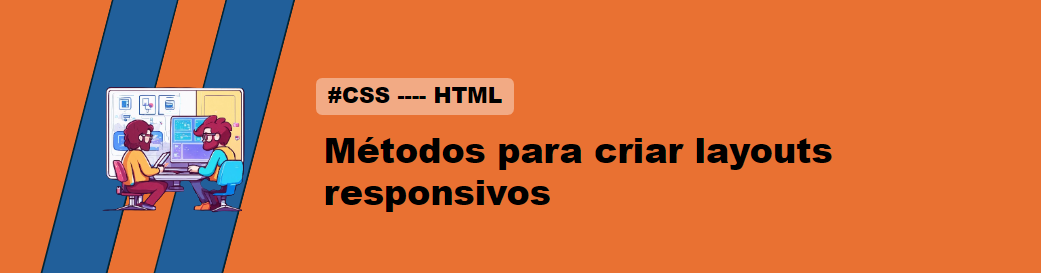 #CSS ---- HTML
Métodos para criar layouts
responsivos